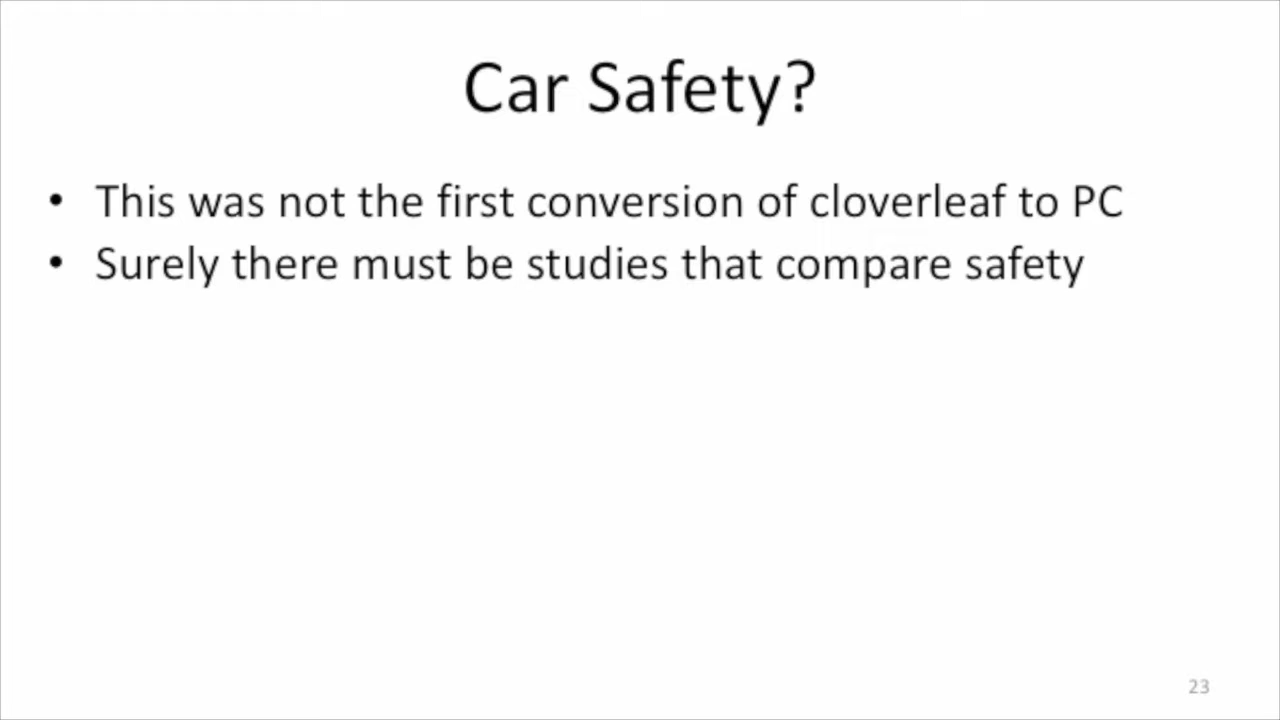 Car Safety?
• This was not the first conversion of cloverleaf to PC
• Surely there must be studies that compare safety
23